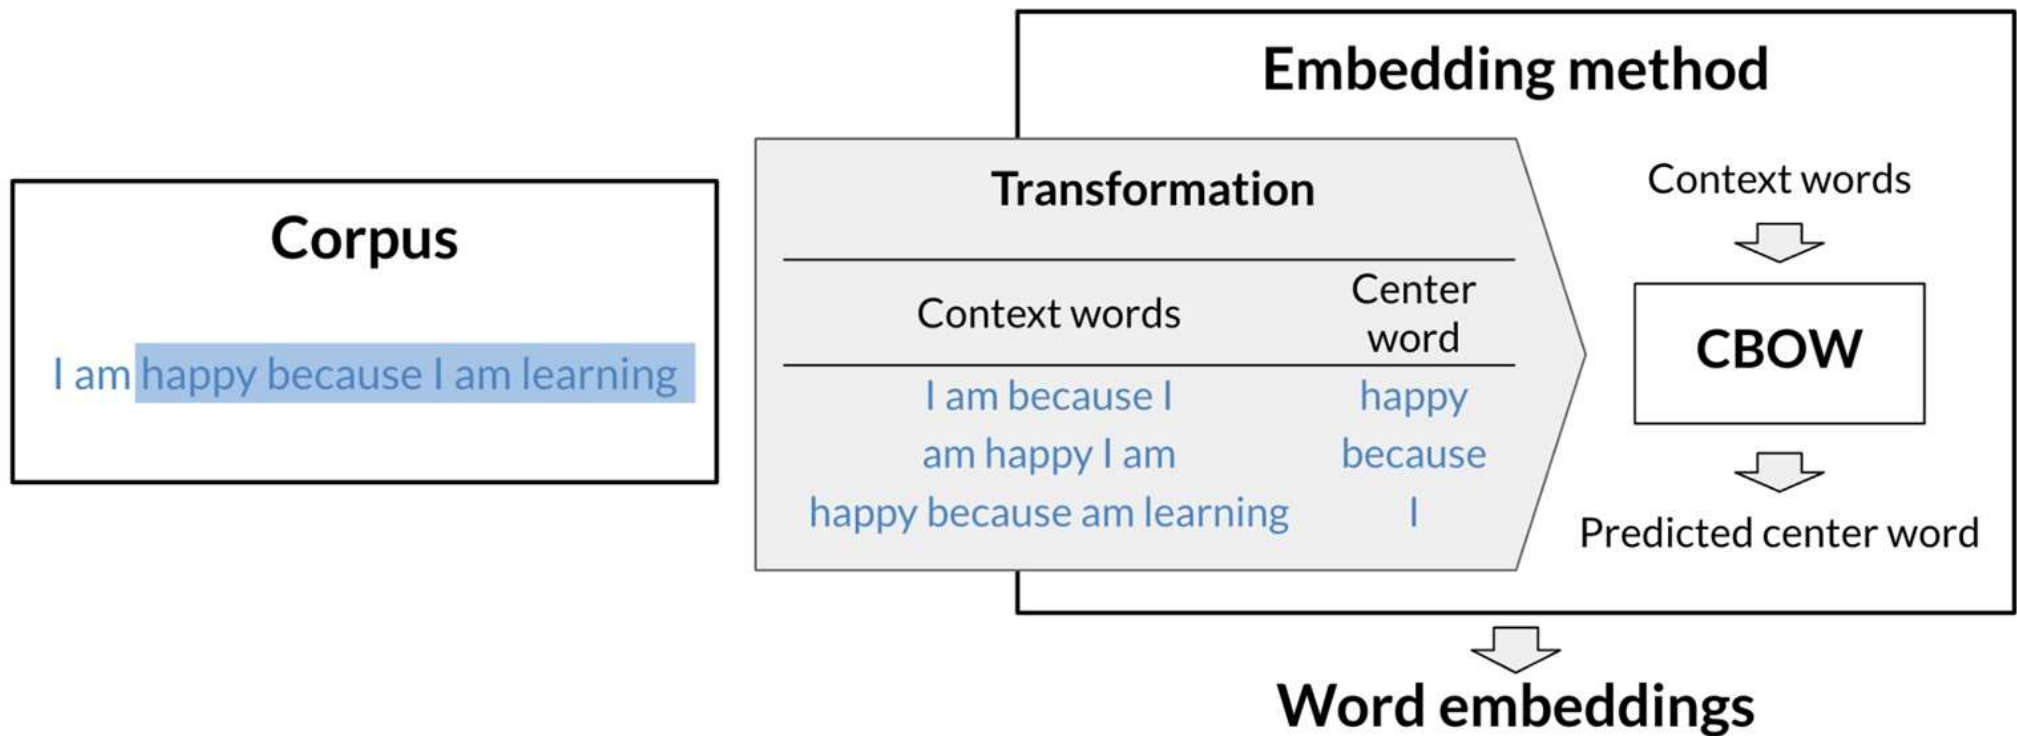 Corpus
I am happy because I am learning
Embedding method
Transformation
Context words
Center
word
I am because I
happy
am happy I am
because
happy because am learning
I
Context words
CBOW
Predicted center word
Word embeddings